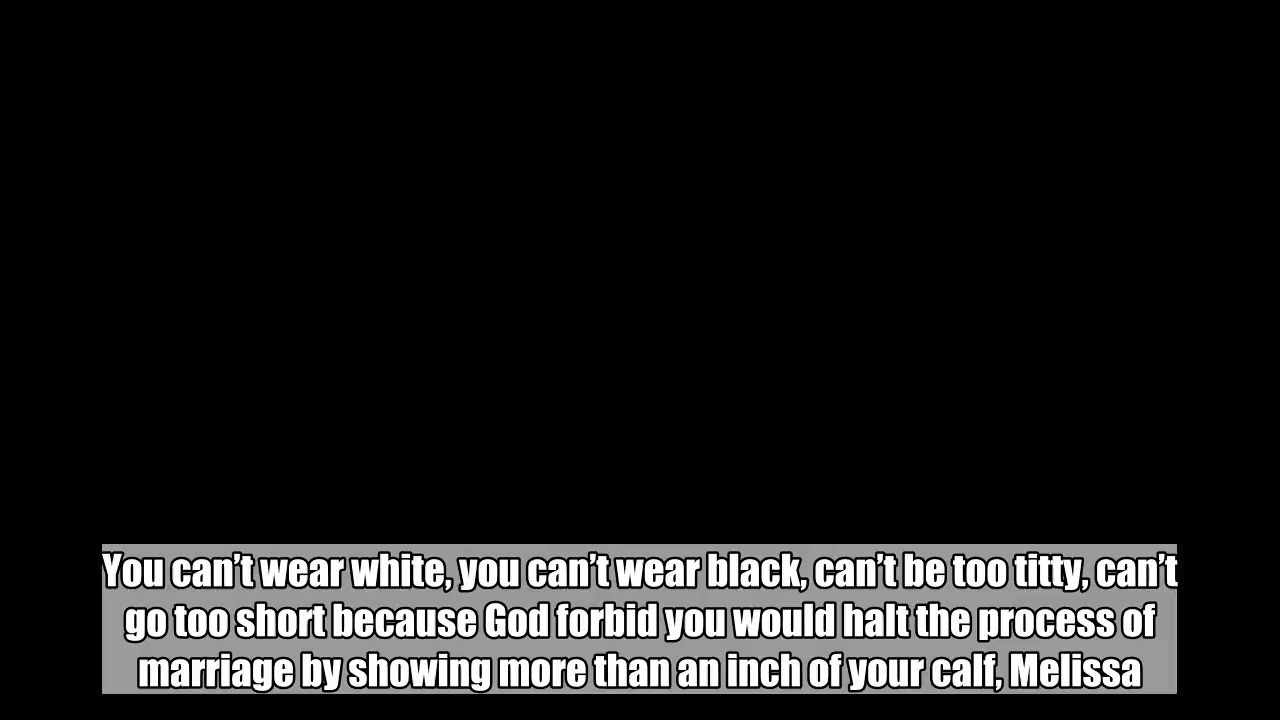 You can’t wear white, you can’t wear black, can’t be too titty, can’t
go too short because God forbid you would halt the process of
marriage by showing more than an inch of your calf, Melissa